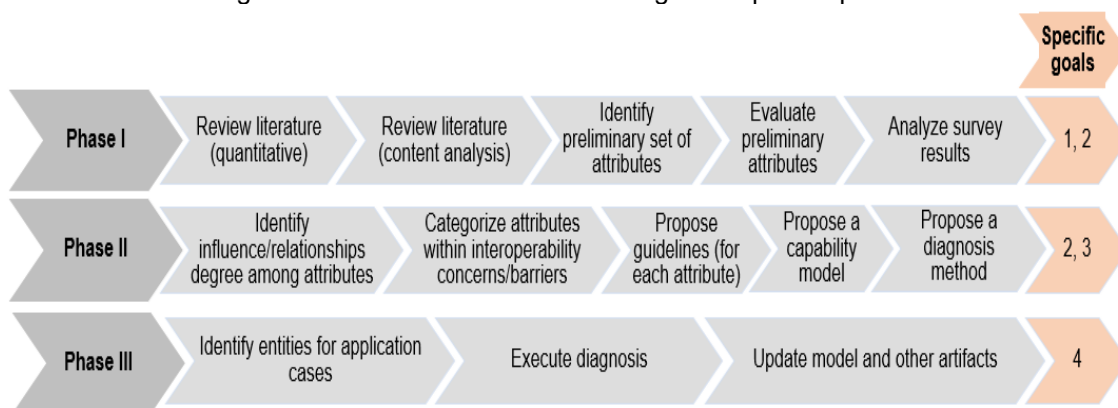 Specific
goals
Phase I
Review literature
(quantitative)
Review literature
(content analysis)
Identify
preliminary set of
attributes
Evaluate
preliminary
attributes
Analyze survey
results
1, 2
Phase II
Identify
influence/relationships
degree among attributes
Categorize attributes
within interoperability
concerns/barriers
Propose
guidelines (for
each attribute)
Propose a
capability
model
Propose a
diagnosis
method
2, 3
Phase III
Identify entities for application
cases
Execute diagnosis
Update model and other artifacts
4